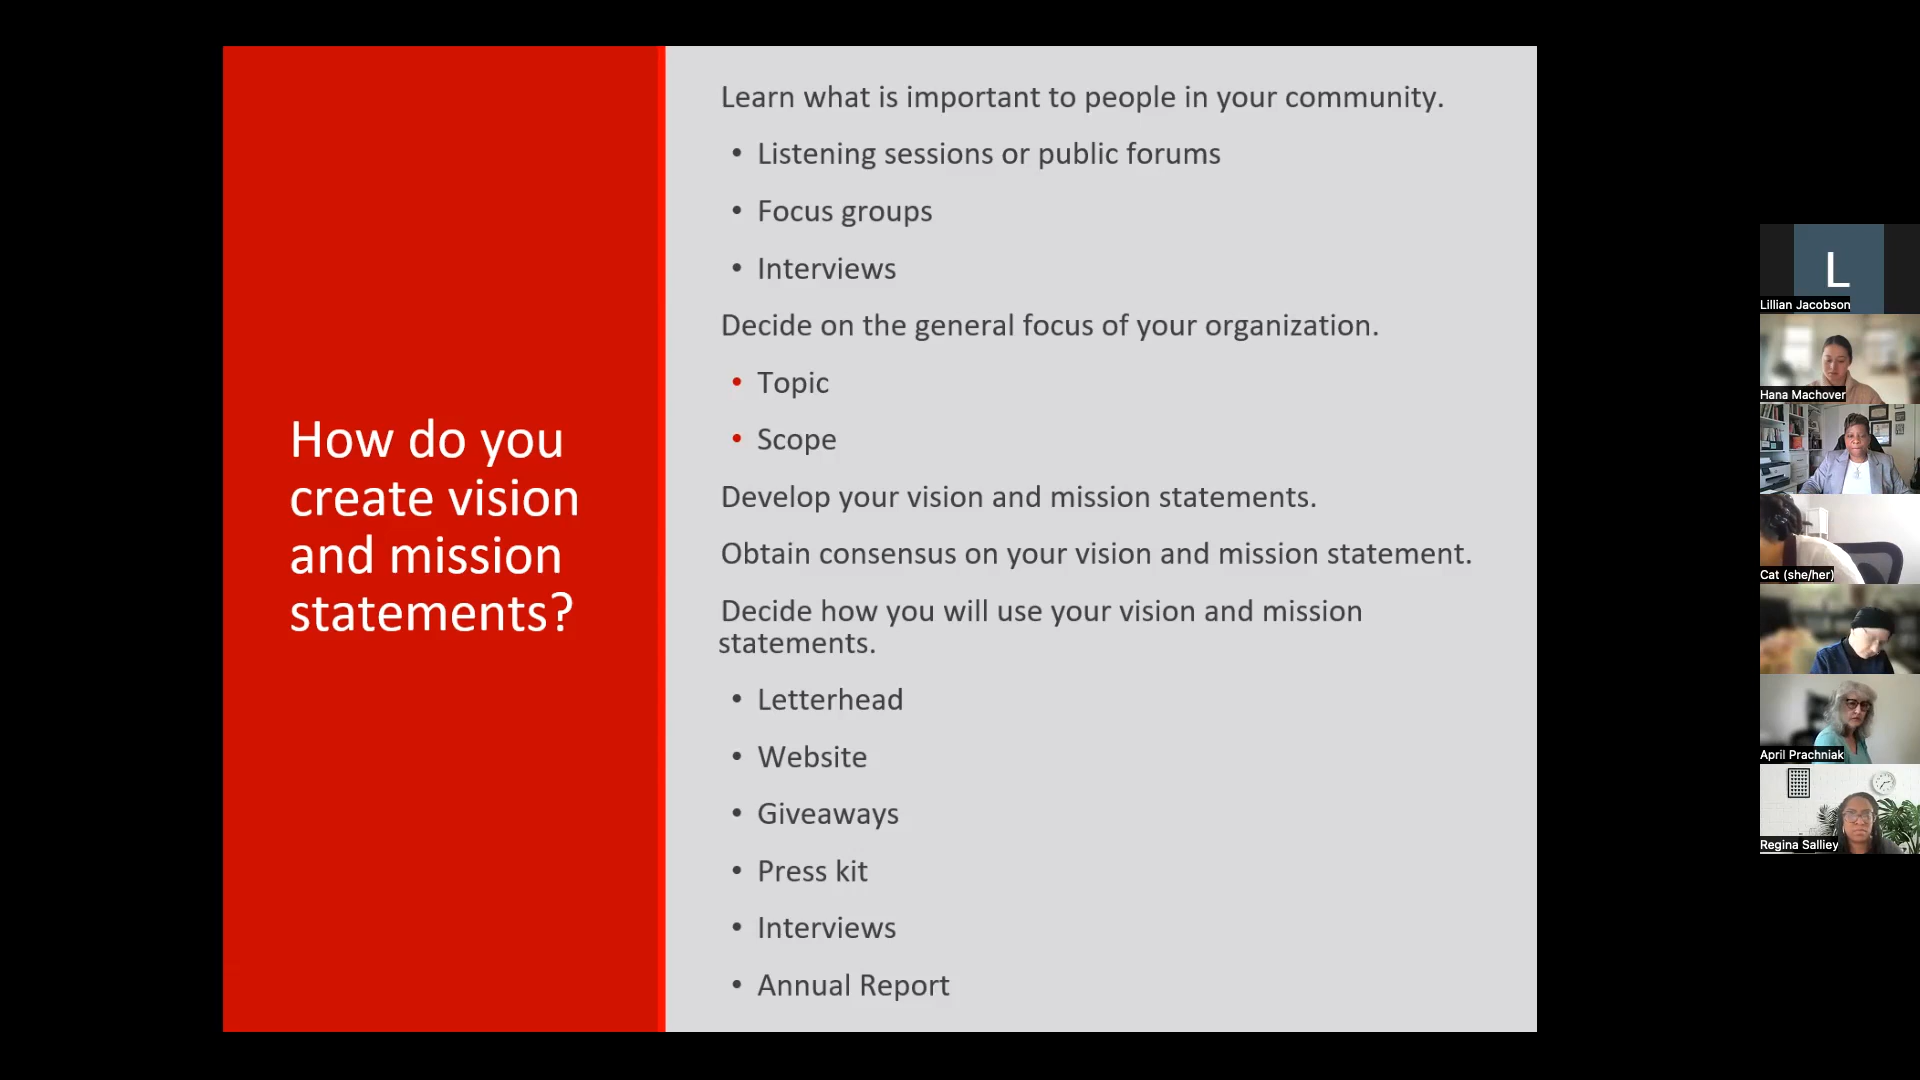 How do you
create vision
and mission
statements?
Learn what is important to people in your community.
• Listening sessions or public forums
• Focus groups
• Interviews
Decide on the general focus of your organization.
• Topic
• Scope
Develop your vision and mission statements.
Obtain consensus on your vision and mission statement.
Decide how you will use your vision and mission
statements.
• Letterhead
• Website
• Giveaways
• Press kit
• Interviews
• Annual Report
L
Lillian Jacobson
Hana Machover
Cat (she/her)
April Prachniak
Regina Salliey